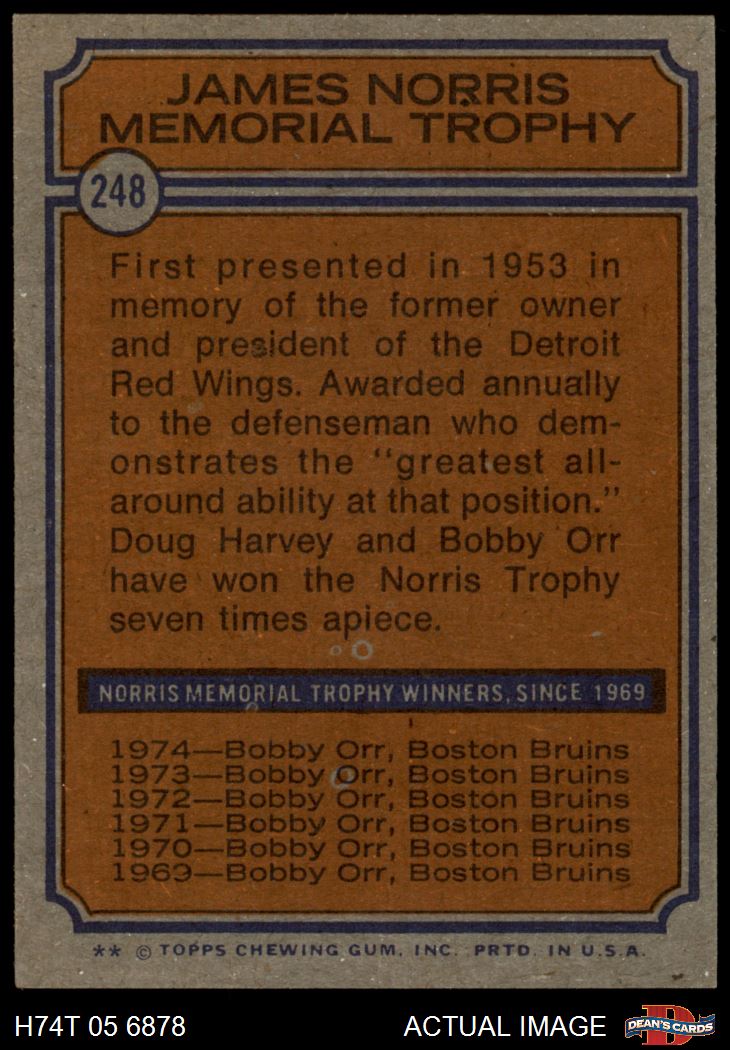 JAMES NORRIS
MEMORIAL TROPHY
248
First presented in 1953 in
memory of the former owner
and president of the Detroit
Red Wings. Awarded annually
to the defenseman who dem-
onstrates the "greatest all-
around ability at that position."
Doug Harvey and Bobby Orr
have won the Norris Trophy
seven times apiece.
NORRIS MEMORIAL TROPHY WINNERS, SINCE 1969
1974—Bobby Orr, Boston Bruins
1973—Bobby Orr, Boston Bruins
1972—Bobby Orr, Boston Bruins
1971—Bobby Orr, Boston Bruins
1970—Bobby Orr, Boston Bruins
1969—Bobby Orr, Boston Bruins
** © TOPPS CHEWING GUM, INC. PRTD. IN U.S.A.
H74T 05 6878 ACTUAL IMAGE
D
DEAN'S CARDS